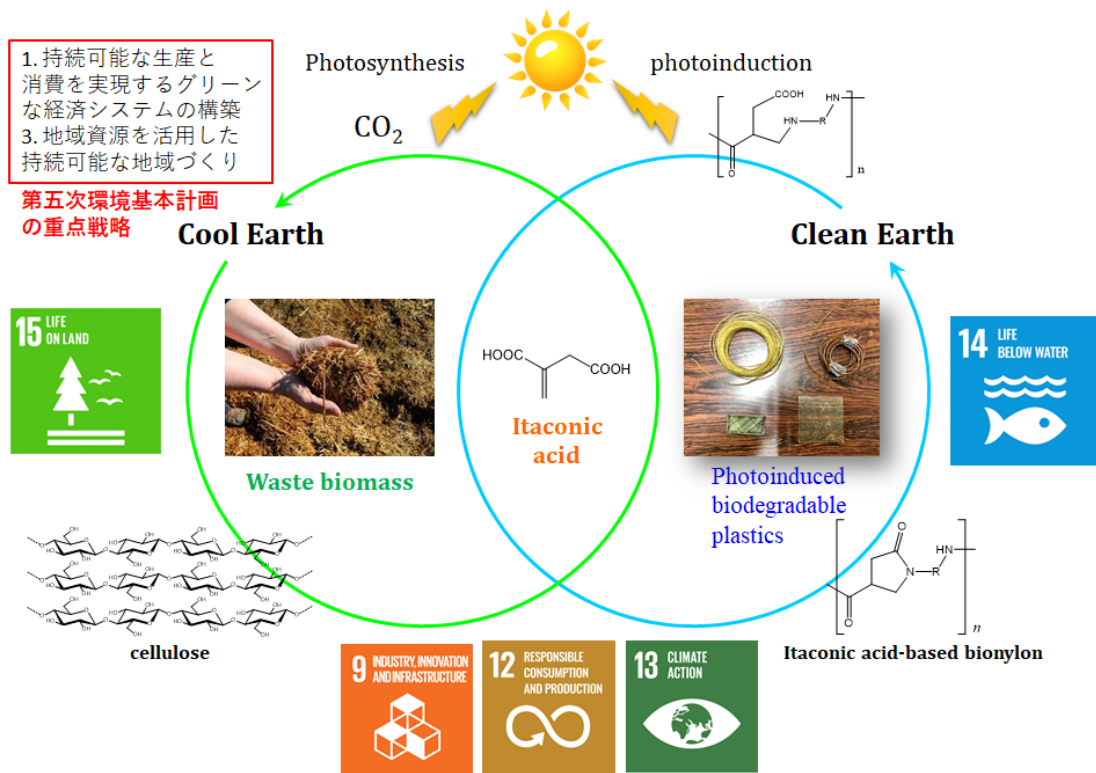 1. 持続可能な生産と
消費を実現するグリーン
な経済システムの構築
3. 地域資源を活用した
持続可能な地域づくり
第五次環境基本計画
の重点戦略
Photosynthesis
photoinduction
CO₂
COOH
HN
HN
R
O
n
Cool Earth
Clean Earth
15 LIFE
ON LAND
14 LIFE
BELOW WATER
HOOC
COOH
Itaconic
acid
Waste biomass
Photoinduced
biodegradable
plastics
O
HN
N
R
O
n
cellulose
Itaconic acid-based bionylon
9 INDUSTRY, INNOVATION
AND INFRASTRUCTURE
12 RESPONSIBLE
CONSUMPTION
AND PRODUCTION
13 CLIMATE
ACTION